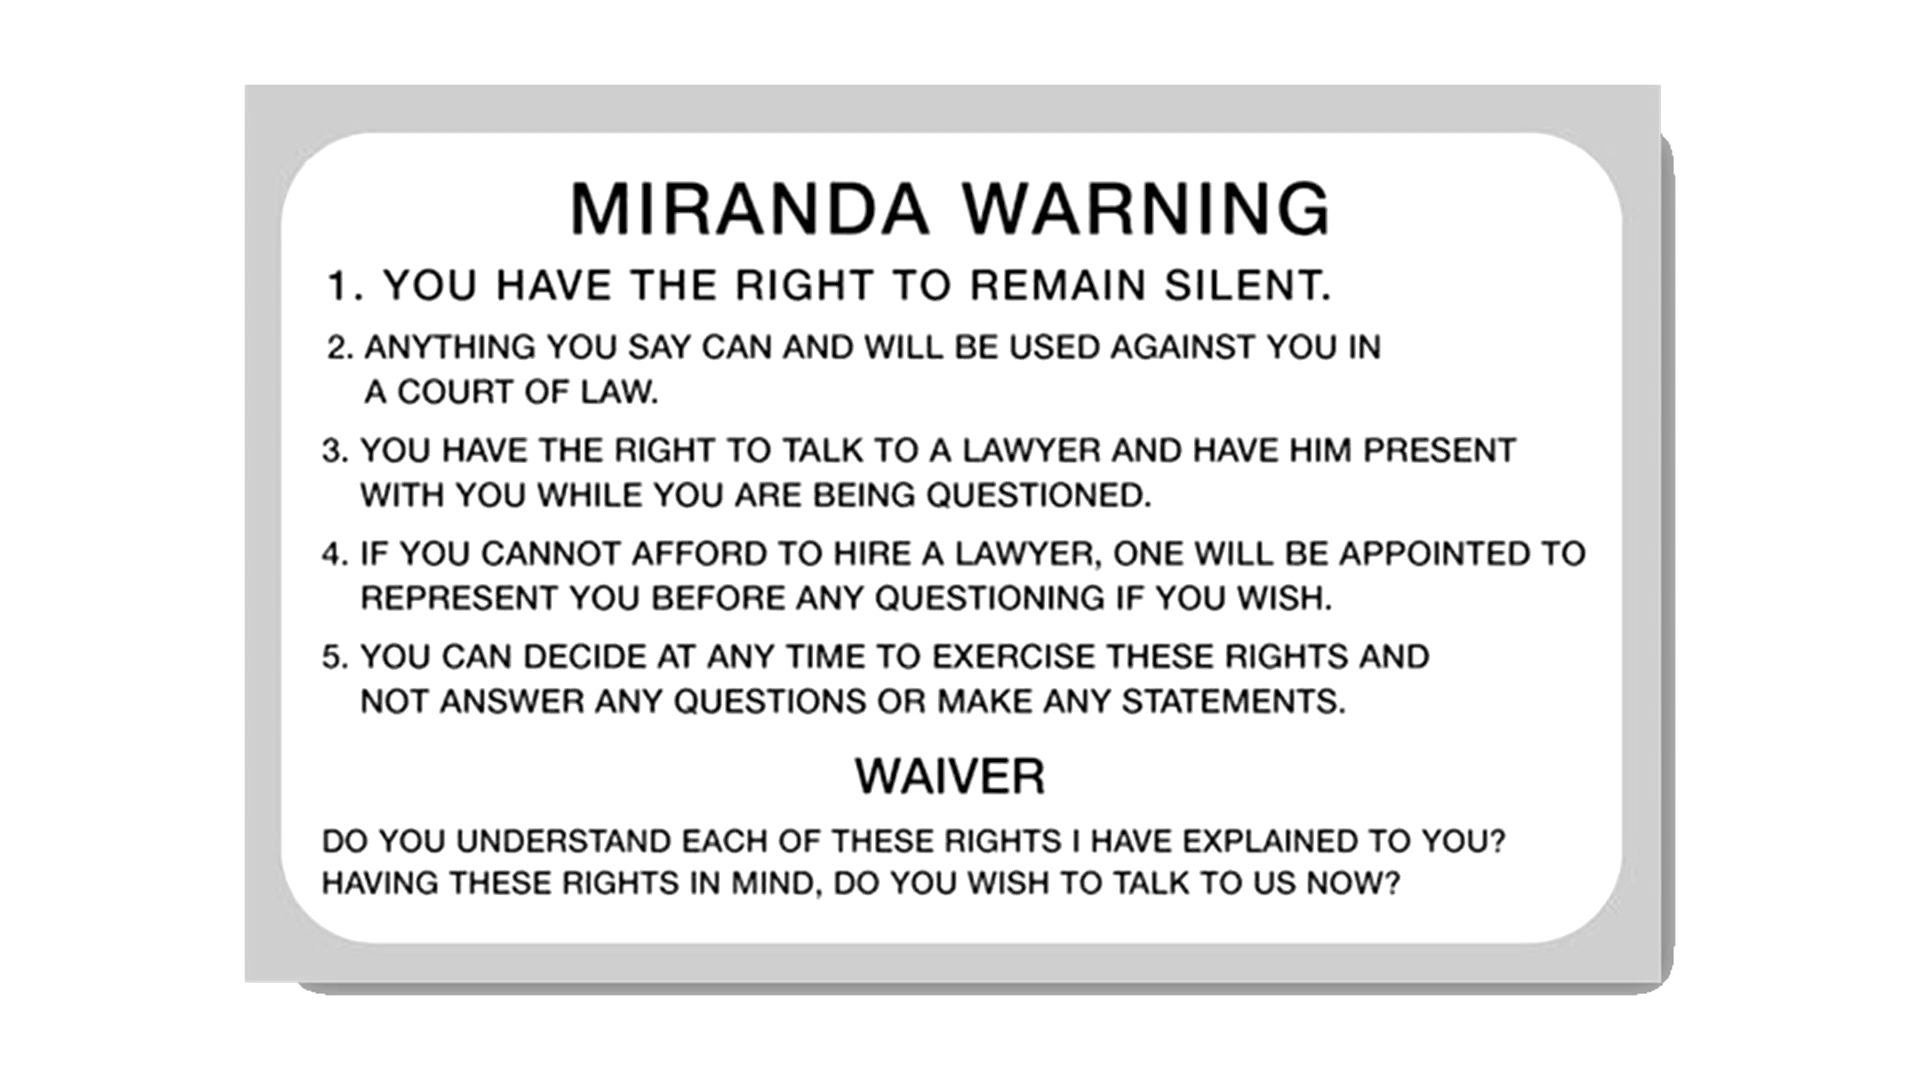 MIRANDA WARNING
1. YOU HAVE THE RIGHT TO REMAIN SILENT.
2. ANYTHING YOU SAY CAN AND WILL BE USED AGAINST YOU IN
A COURT OF LAW.
3. YOU HAVE THE RIGHT TO TALK TO A LAWYER AND HAVE HIM PRESENT
WITH YOU WHILE YOU ARE BEING QUESTIONED.
4. IF YOU CANNOT AFFORD TO HIRE A LAWYER, ONE WILL BE APPOINTED TO
REPRESENT YOU BEFORE ANY QUESTIONING IF YOU WISH.
5. YOU CAN DECIDE AT ANY TIME TO EXERCISE THESE RIGHTS AND
NOT ANSWER ANY QUESTIONS OR MAKE ANY STATEMENTS.
WAIVER
DO YOU UNDERSTAND EACH OF THESE RIGHTS I HAVE EXPLAINED TO YOU?
HAVING THESE RIGHTS IN MIND, DO YOU WISH TO TALK TO US NOW?